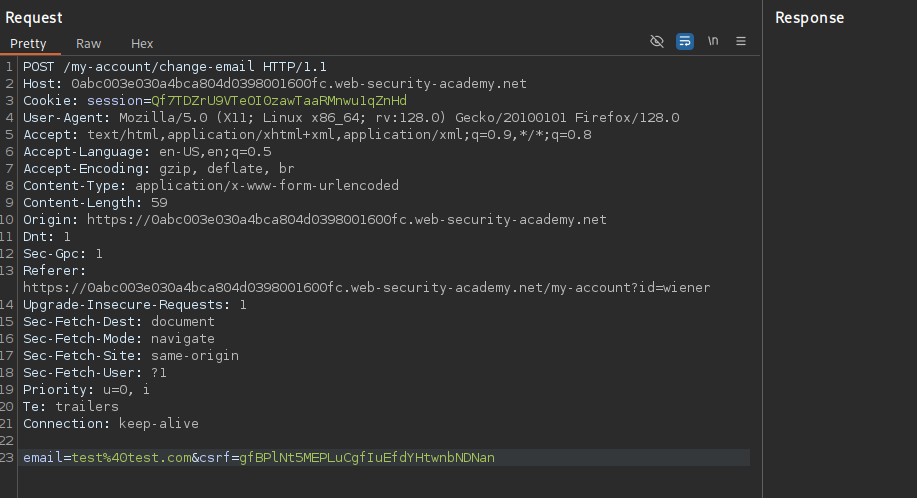 Request
Response
Pretty Raw Hex
\n
1 POST /my-account/change-email HTTP/1.1
2 Host: 0abc003e030a4bca804d0398001600fc.web-security-academy.net
3 Cookie: session=Qf7TDZrU9VTeOIOzawTaaRMnwu1qZnHd
4 User-Agent: Mozilla/5.0 (X11; Linux x86_64; rv:128.0) Gecko/20100101 Firefox/128.0
5 Accept: text/html,application/xhtml+xml,application/xml;q=0.9,*/*;q=0.8
6 Accept-Language: en-US,en;q=0.5
7 Accept-Encoding: gzip, deflate, br
8 Content-Type: application/x-www-form-urlencoded
9 Content-Length: 59
10 Origin: https://0abc003e030a4bca804d0398001600fc.web-security-academy.net
11 Dnt: 1
12 Sec-Gpc: 1
13 Referer:
https://0abc003e030a4bca804d0398001600fc.web-security-academy.net/my-account?id=wiener
14 Upgrade-Insecure-Requests: 1
15 Sec-Fetch-Dest: document
16 Sec-Fetch-Mode: navigate
17 Sec-Fetch-Site: same-origin
18 Sec-Fetch-User: ?1
19 Priority: u=0, i
20 Te: trailers
21 Connection: keep-alive
22
23 email=test%40test.com&csrf=gfBPlNt5MEPLuCgfIuEfdYHtwnbNDNan